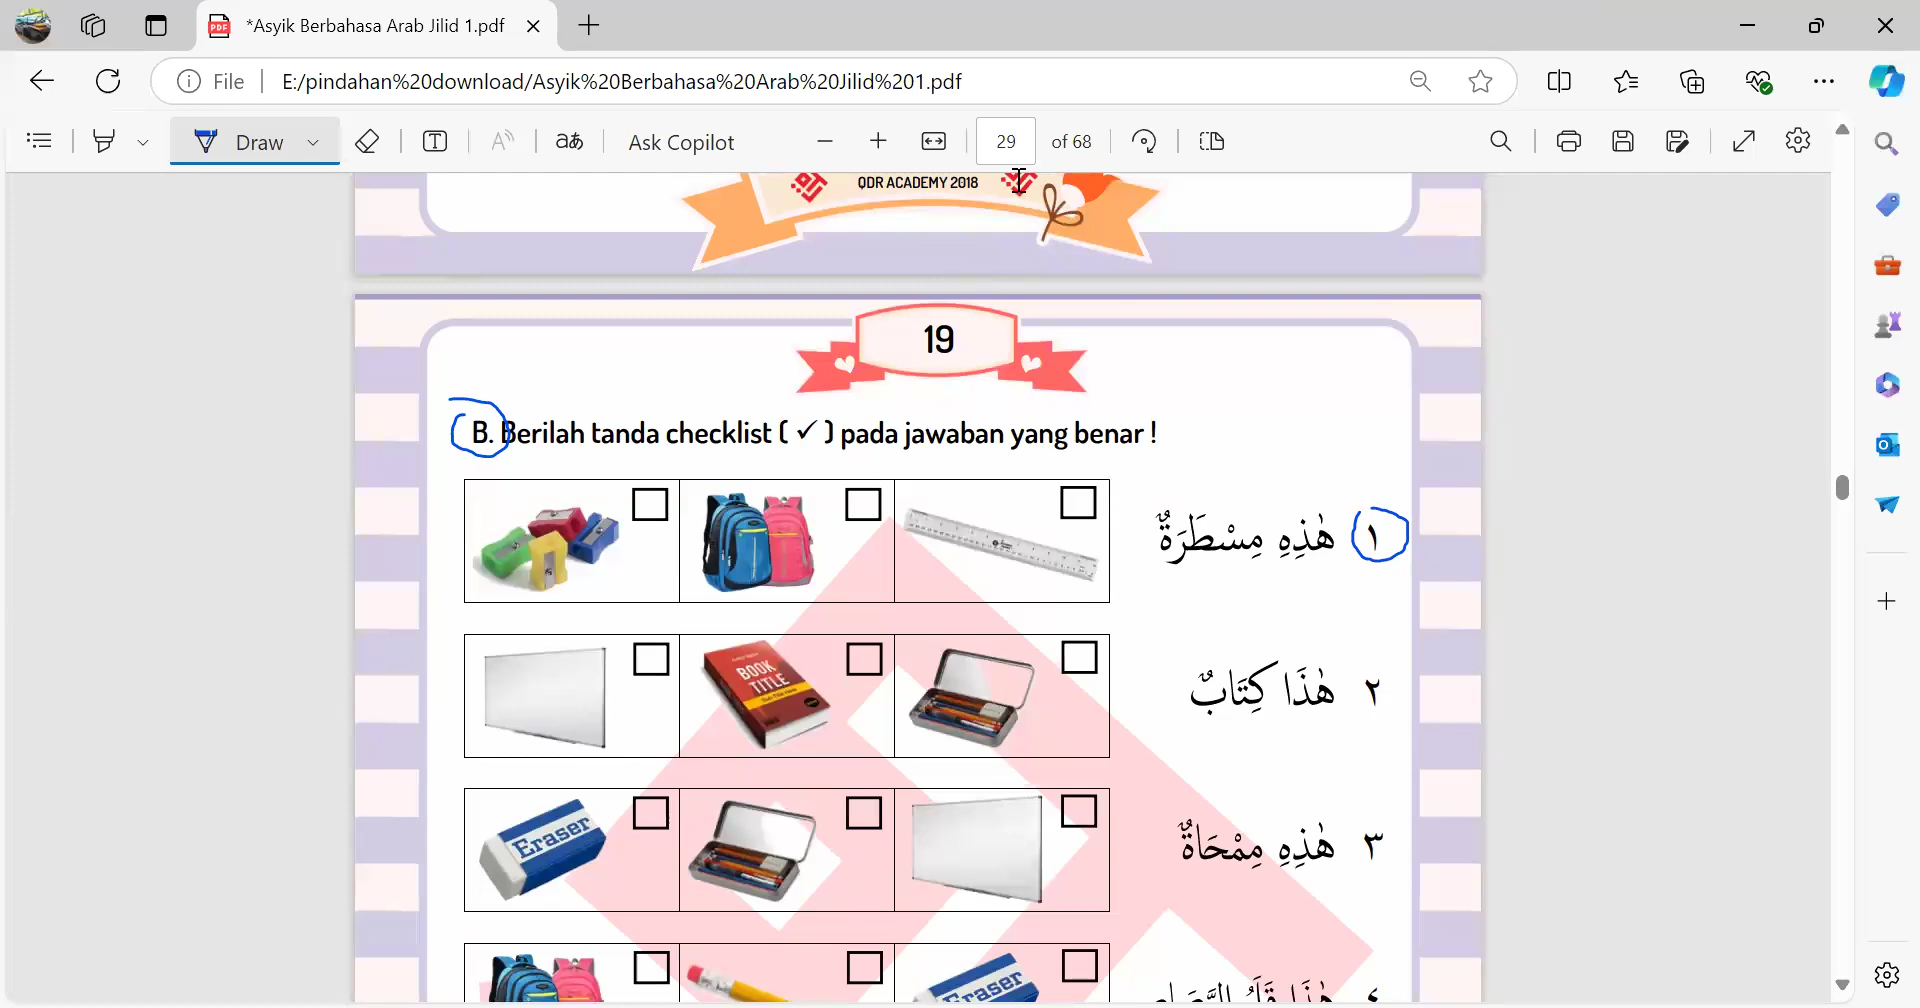 *Asyik Berbahasa Arab Jilid 1.pdf
File
E:/pindahan%20download/Asyik%20Berbahasa%20Arab%20Jilid%201.pdf
Draw
Ask Copilot
29 of 68
QDR ACADEMY 2018
19
B. Berilah tanda checklist ( ✓ ) pada jawaban yang benar !
١ هٰذِهِ مِسْطَرَةٌ
BOOK
TITLE
٢ هٰذَا كِتَابٌ
Eraser
٣ هٰذِهِ مِمْحَاةٌ
Eraser
٤ هٰذَا قَلَمُ